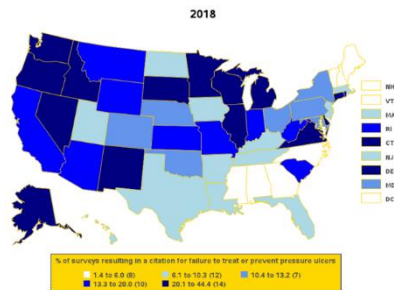 2018
NH
VT
MA
RI
CT
NJ
DE
MD
DC
% of surveys resulting in a citation for failure to treat or prevent pressure ulcers
1.4 to 6.0 (8) 6.1 to 10.3 (12) 10.4 to 13.2 (7)
13.3 to 20.0 (10) 20.1 to 44.4 (14)